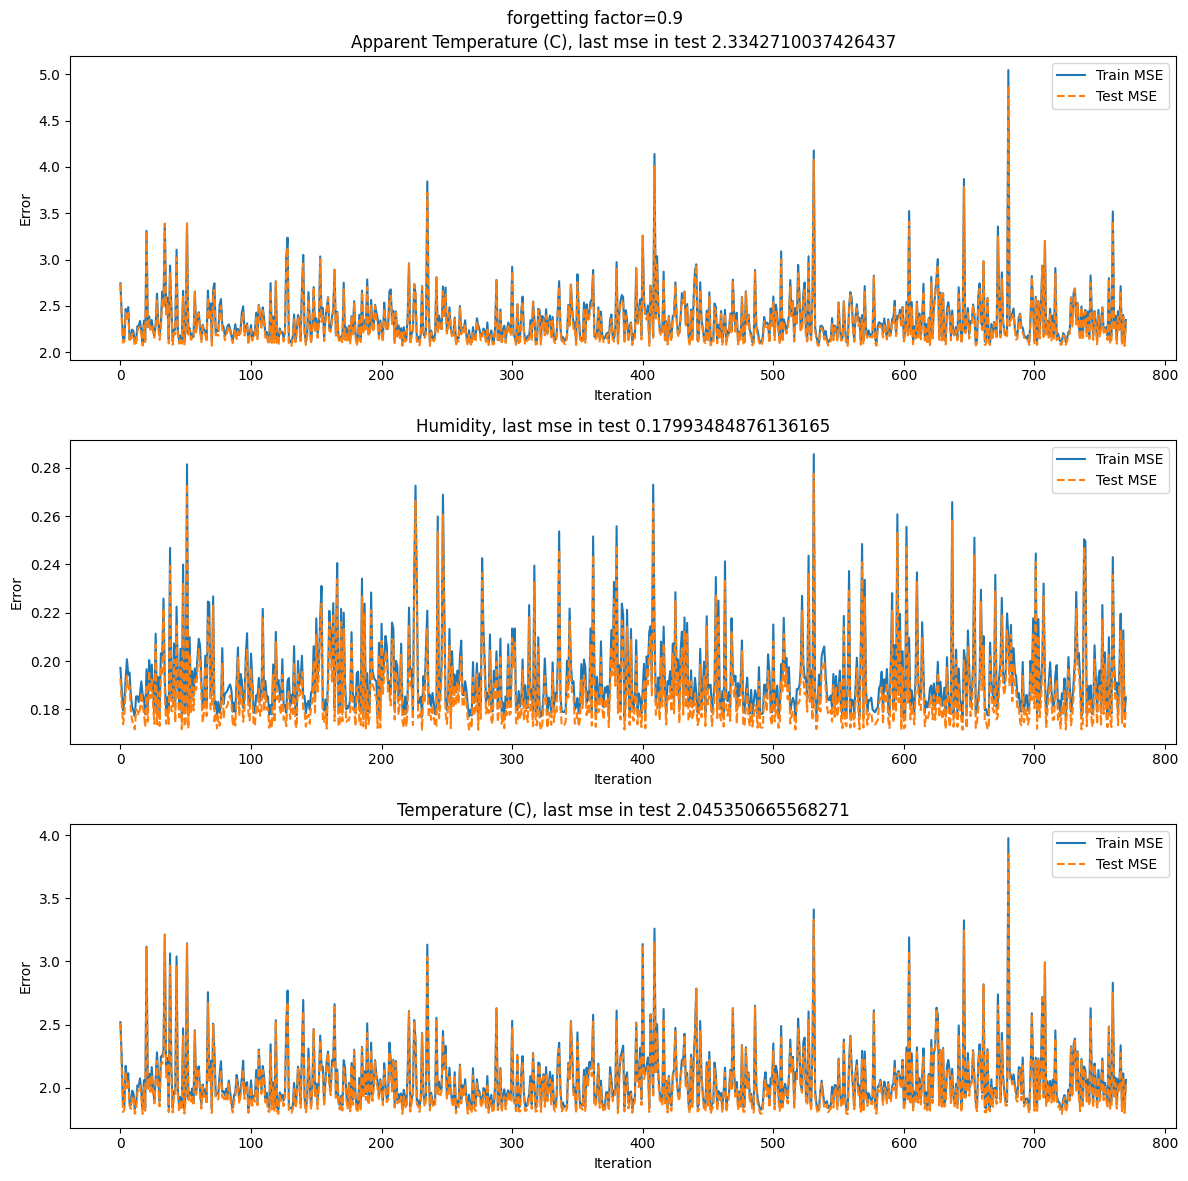 forgetting factor=0.9
Apparent Temperature (C), last mse in test 2.3342710037426437
5.0
4.5
4.0
3.5
3.0
2.5
2.0
Error
Train MSE
Test MSE
0 100 200 300 400 500 600 700 800
Iteration
Humidity, last mse in test 0.17993484876136165
0.28
0.26
0.24
0.22
0.20
0.18
Error
Train MSE
Test MSE
0 100 200 300 400 500 600 700 800
Iteration
Temperature (C), last mse in test 2.045350665568271
4.0
3.5
3.0
2.5
2.0
Error
Train MSE
Test MSE
0 100 200 300 400 500 600 700 800
Iteration